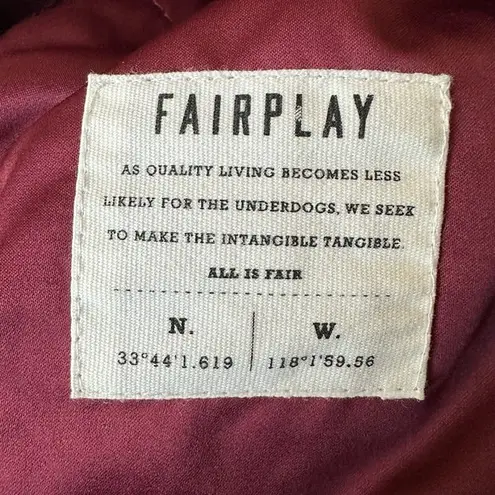 FAIRPLAY
AS QUALITY LIVING BECOMES LESS
LIKELY FOR THE UNDERDOGS, WE SEEK
TO MAKE THE INTANGIBLE TANGIBLE.
ALL IS FAIR
N. W.
33°44'1.619 118°1'59.56